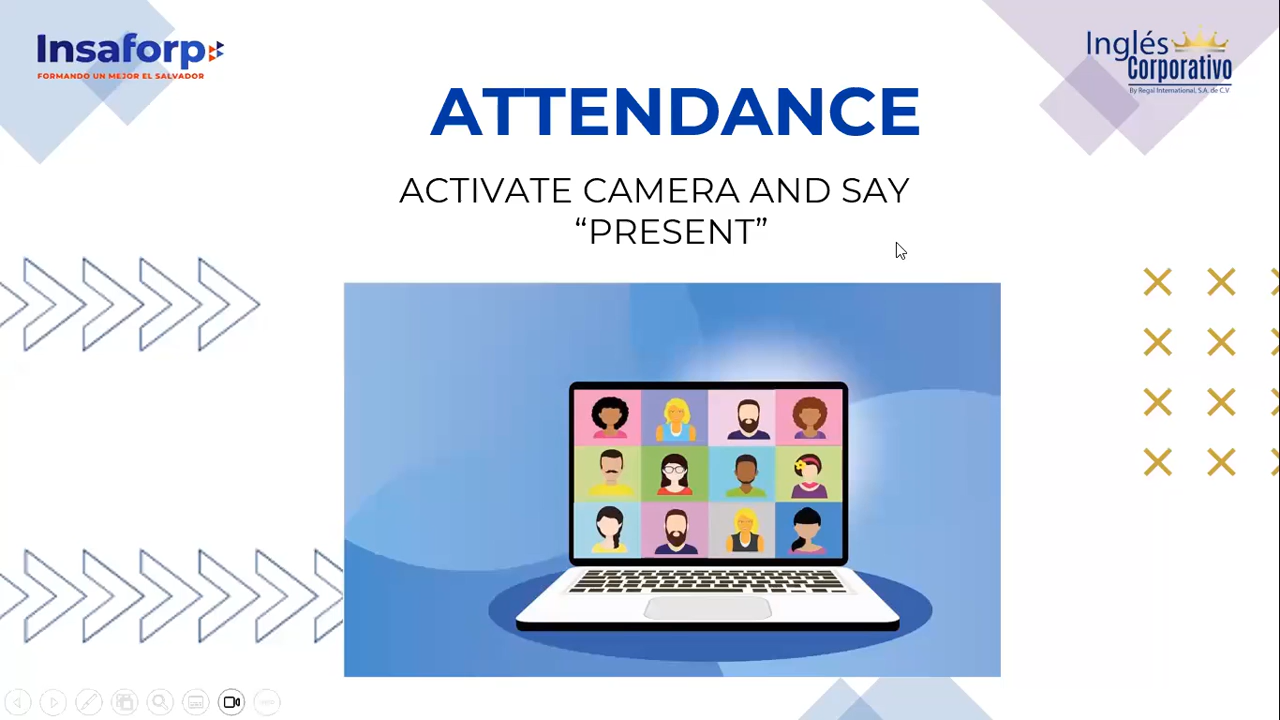 Insaforp
FORMANDO UN MEJOR EL SALVADOR
Inglés
Corporativo
By Regal International, S.A. de C.V
ATTENDANCE
ACTIVATE CAMERA AND SAY
“PRESENT”